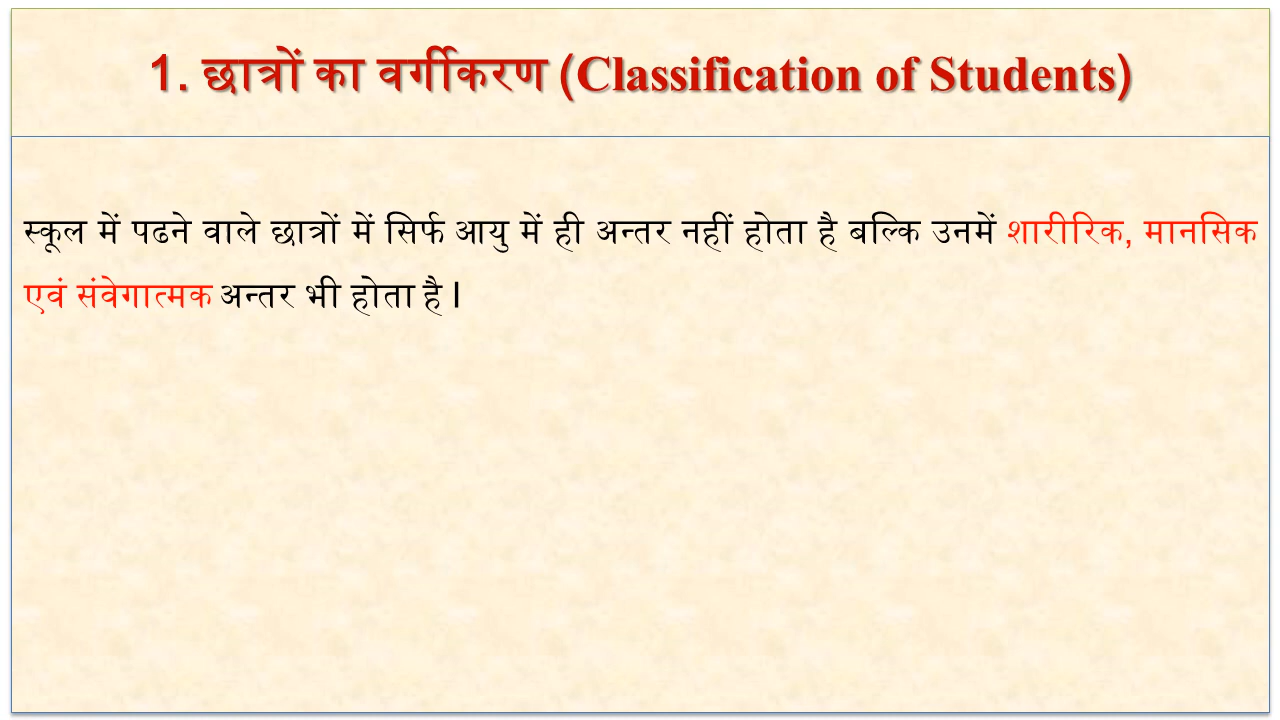 1. छात्रों का वर्गीकरण (Classification of Students)
स्कूल में पढने वाले छात्रों में सिर्फ आयु में ही अन्तर नहीं होता है बल्कि उनमें शारीरिक, मानसिक
एवं संवेगात्मक अन्तर भी होता है।